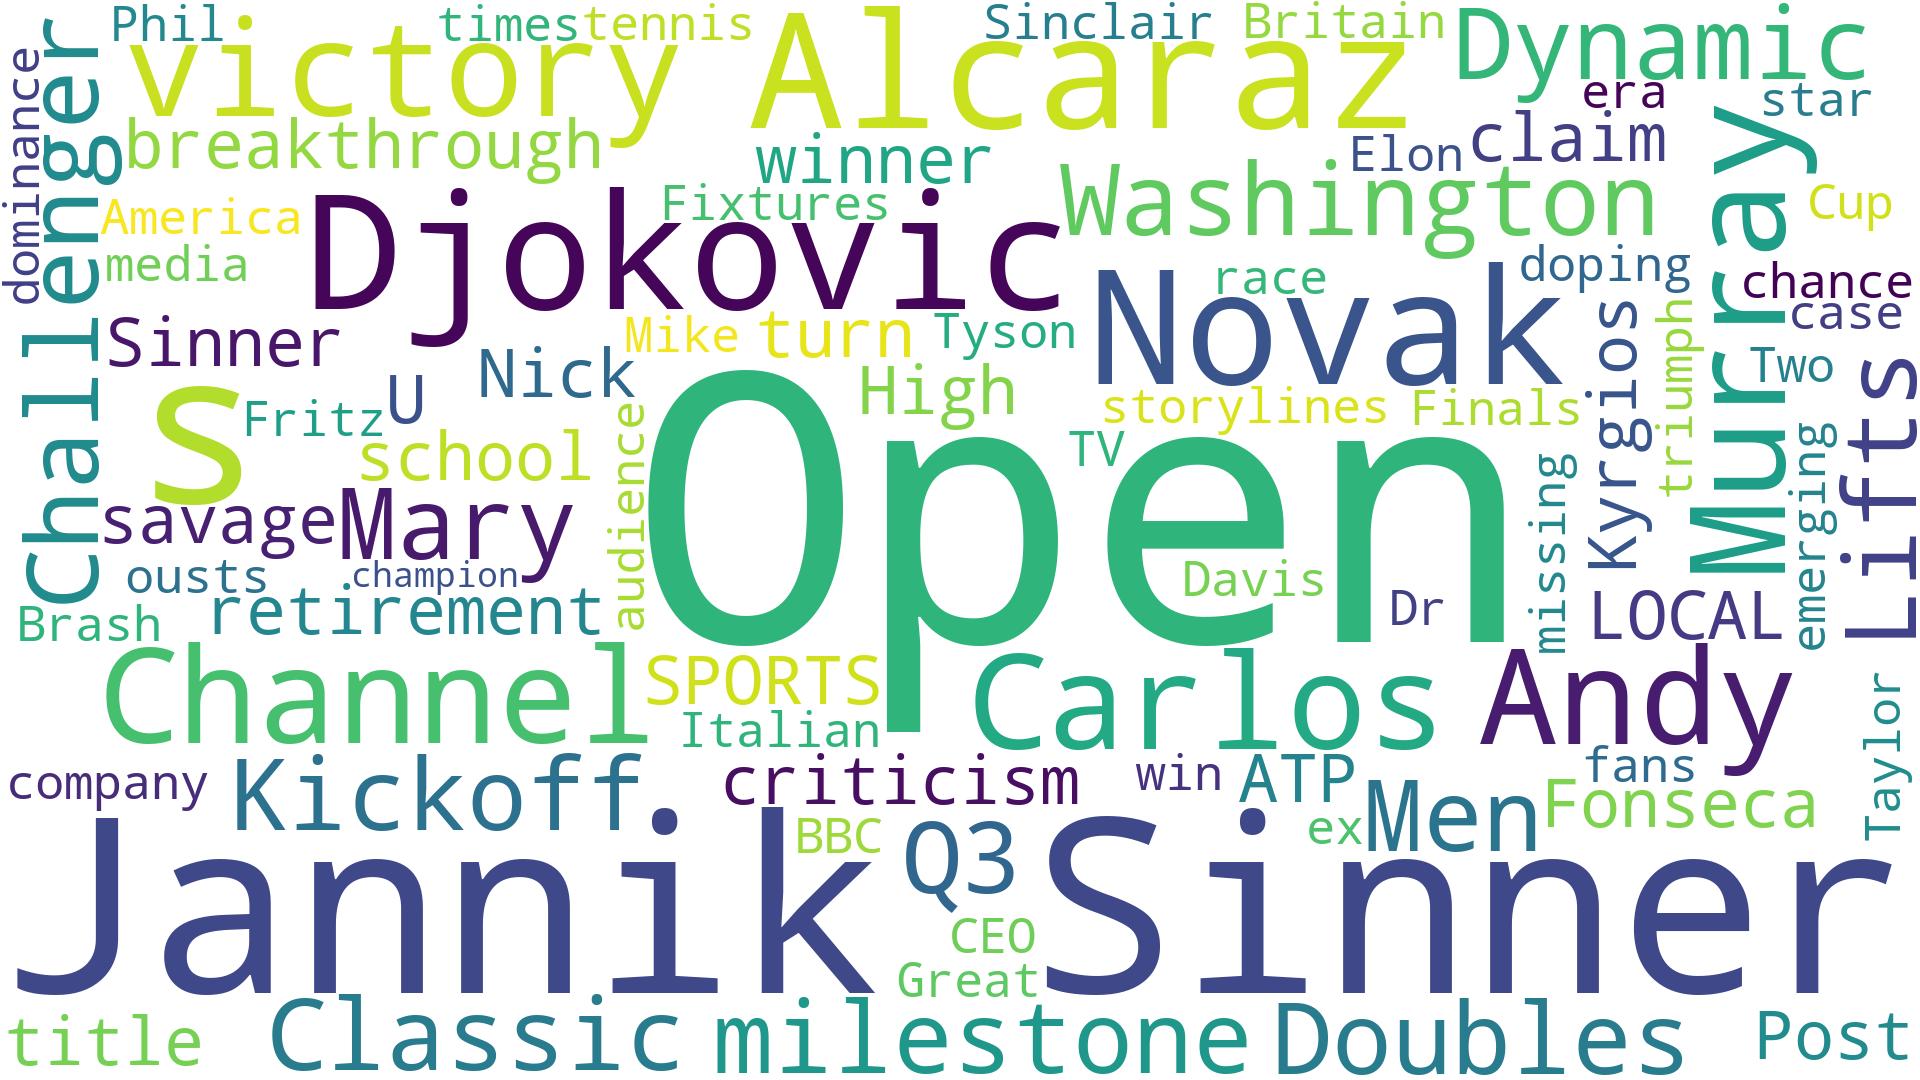 Phil
times
tennis
Sinclair
Britain
Dynamic
victory
Alcaraz
era
star
dominance
Challenger
breakthrough
winner
Elon
claim
Murray
America
Djokovic
Fixtures
Washington
Cup
media
race
doping
chance
case
Sinner
Mike
turn
Tyson
Novak
Kyrgios
triumph
Two
Lifts
s
Nick
U
Fritz
High
storylines
Finals
school
audience
Open
TV
missing
emerging
savage
Mary
ousts
champion
Davis
Dr
LOCAL
Brash
retirement
Channel
SPORTS
Italian
Carlos
Andy
Taylor
company
Kickoff
criticism
win
ATP
fans
Men
Fonseca
BBC
ex
Q3
Jannik Sinner
CEO
Great
title
Classic
milestone
Doubles
Post